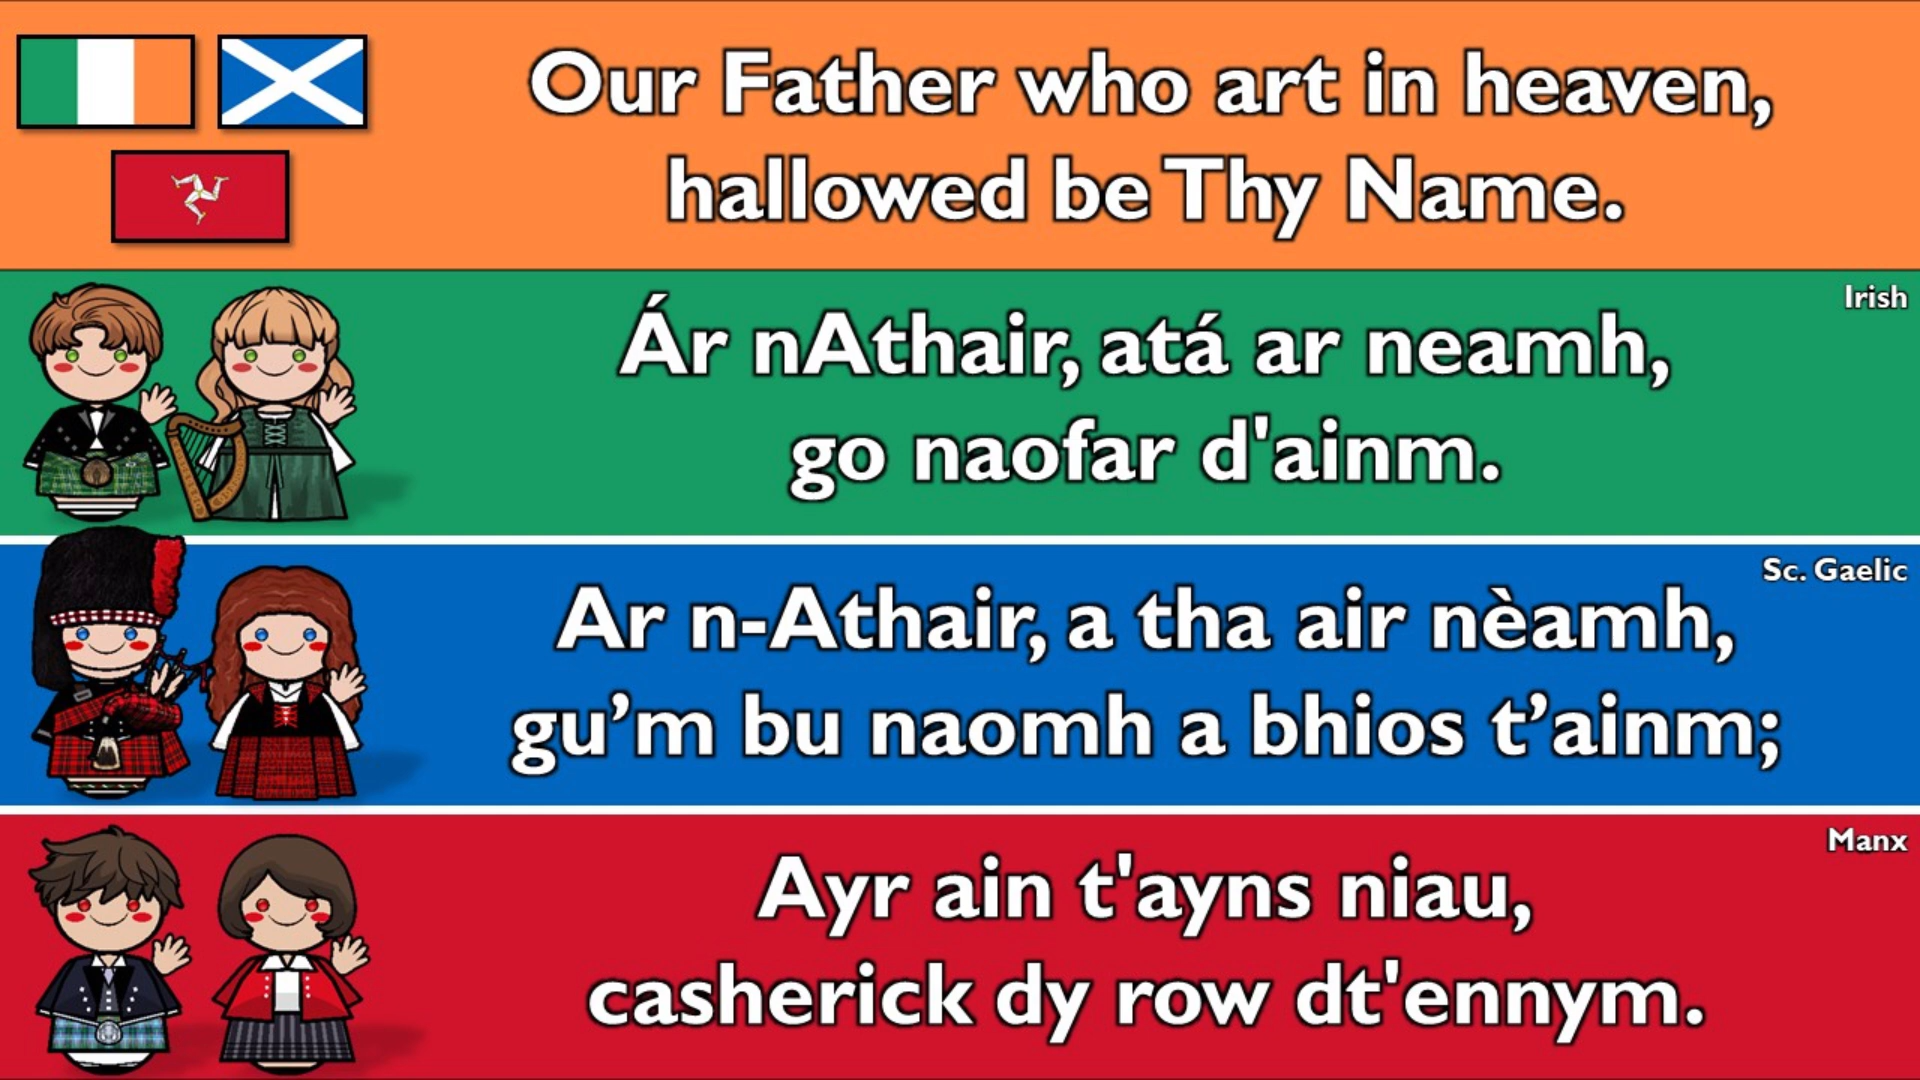 Our Father who art in heaven,
hallowed be Thy Name.
Irish
Ár nAthair, atá ar neamh,
go naofar d'ainm.
Sc. Gaelic
Ar n-Athair, a tha air nèamh,
gu’m bu naomh a bhios t’ainm;
Manx
Ayr ain t'ayns niau,
casherick dy row dt'ennym.